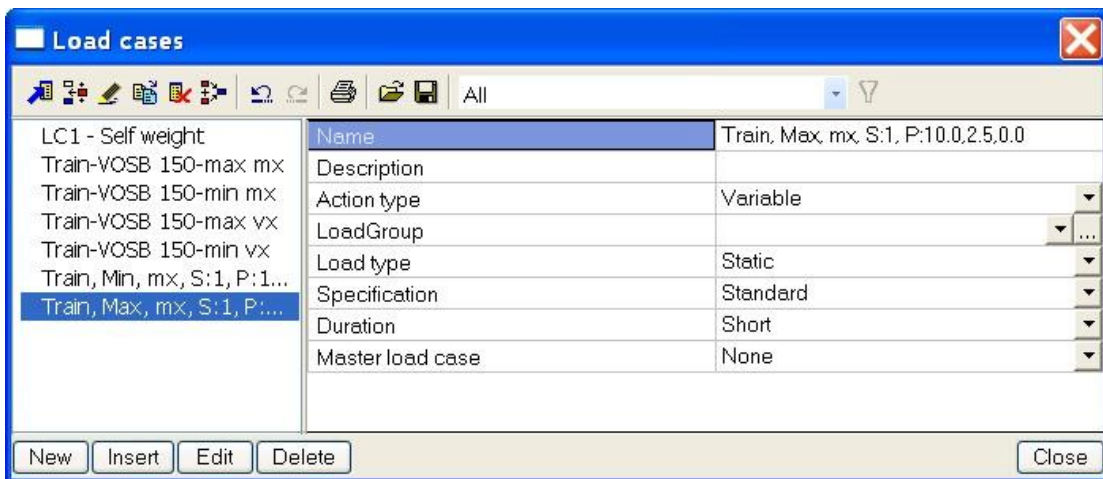 Load cases
All
LC1 - Self weight
Train-VOSB 150-max mx
Train-VOSB 150-min mx
Train-VOSB 150-max vx
Train-VOSB 150-min vx
Train, Min, mx, S:1, P:1...
Train, Max, mx, S:1, P:...
Name Train, Max, mx, S:1, P:10.0,2.5,0.0
Description
Action type Variable
LoadGroup ...
Load type Static
Specification Standard
Duration Short
Master load case None
New Insert Edit Delete Close